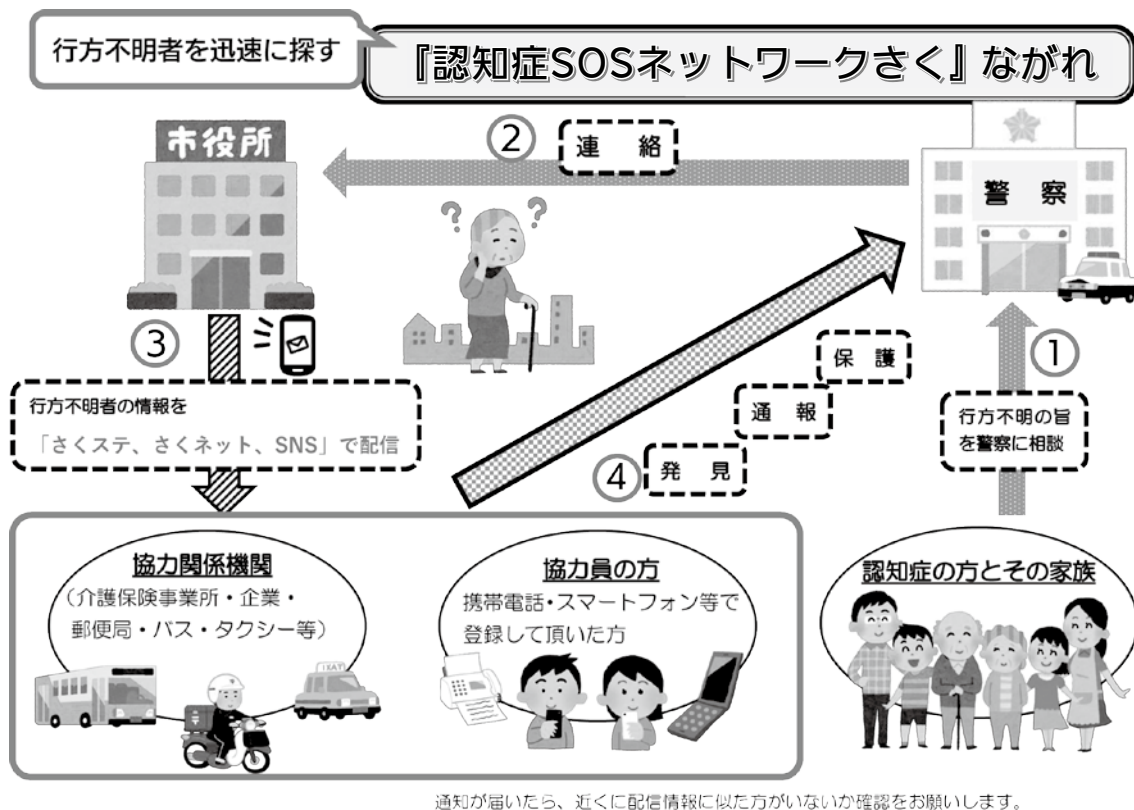 行方不明者を迅速に探す
『認知症SOSネットワークさく』ながれ
市役所
②
連絡
警察
③
①
行方不明者の情報を
「さくステ、さくネット、SNS」で配信
保護
通報
④
発見
行方不明の旨
を警察に相談
協力関係機関
(介護保険事業所・企業・
郵便局・バス・タクシー等)
協力員の方
携帯電話・スマートフォン等で
登録して頂いた方
認知症の方とその家族
TAXI
通知が届いたら、近くに配信情報に似た方がいないか確認をお願いします。